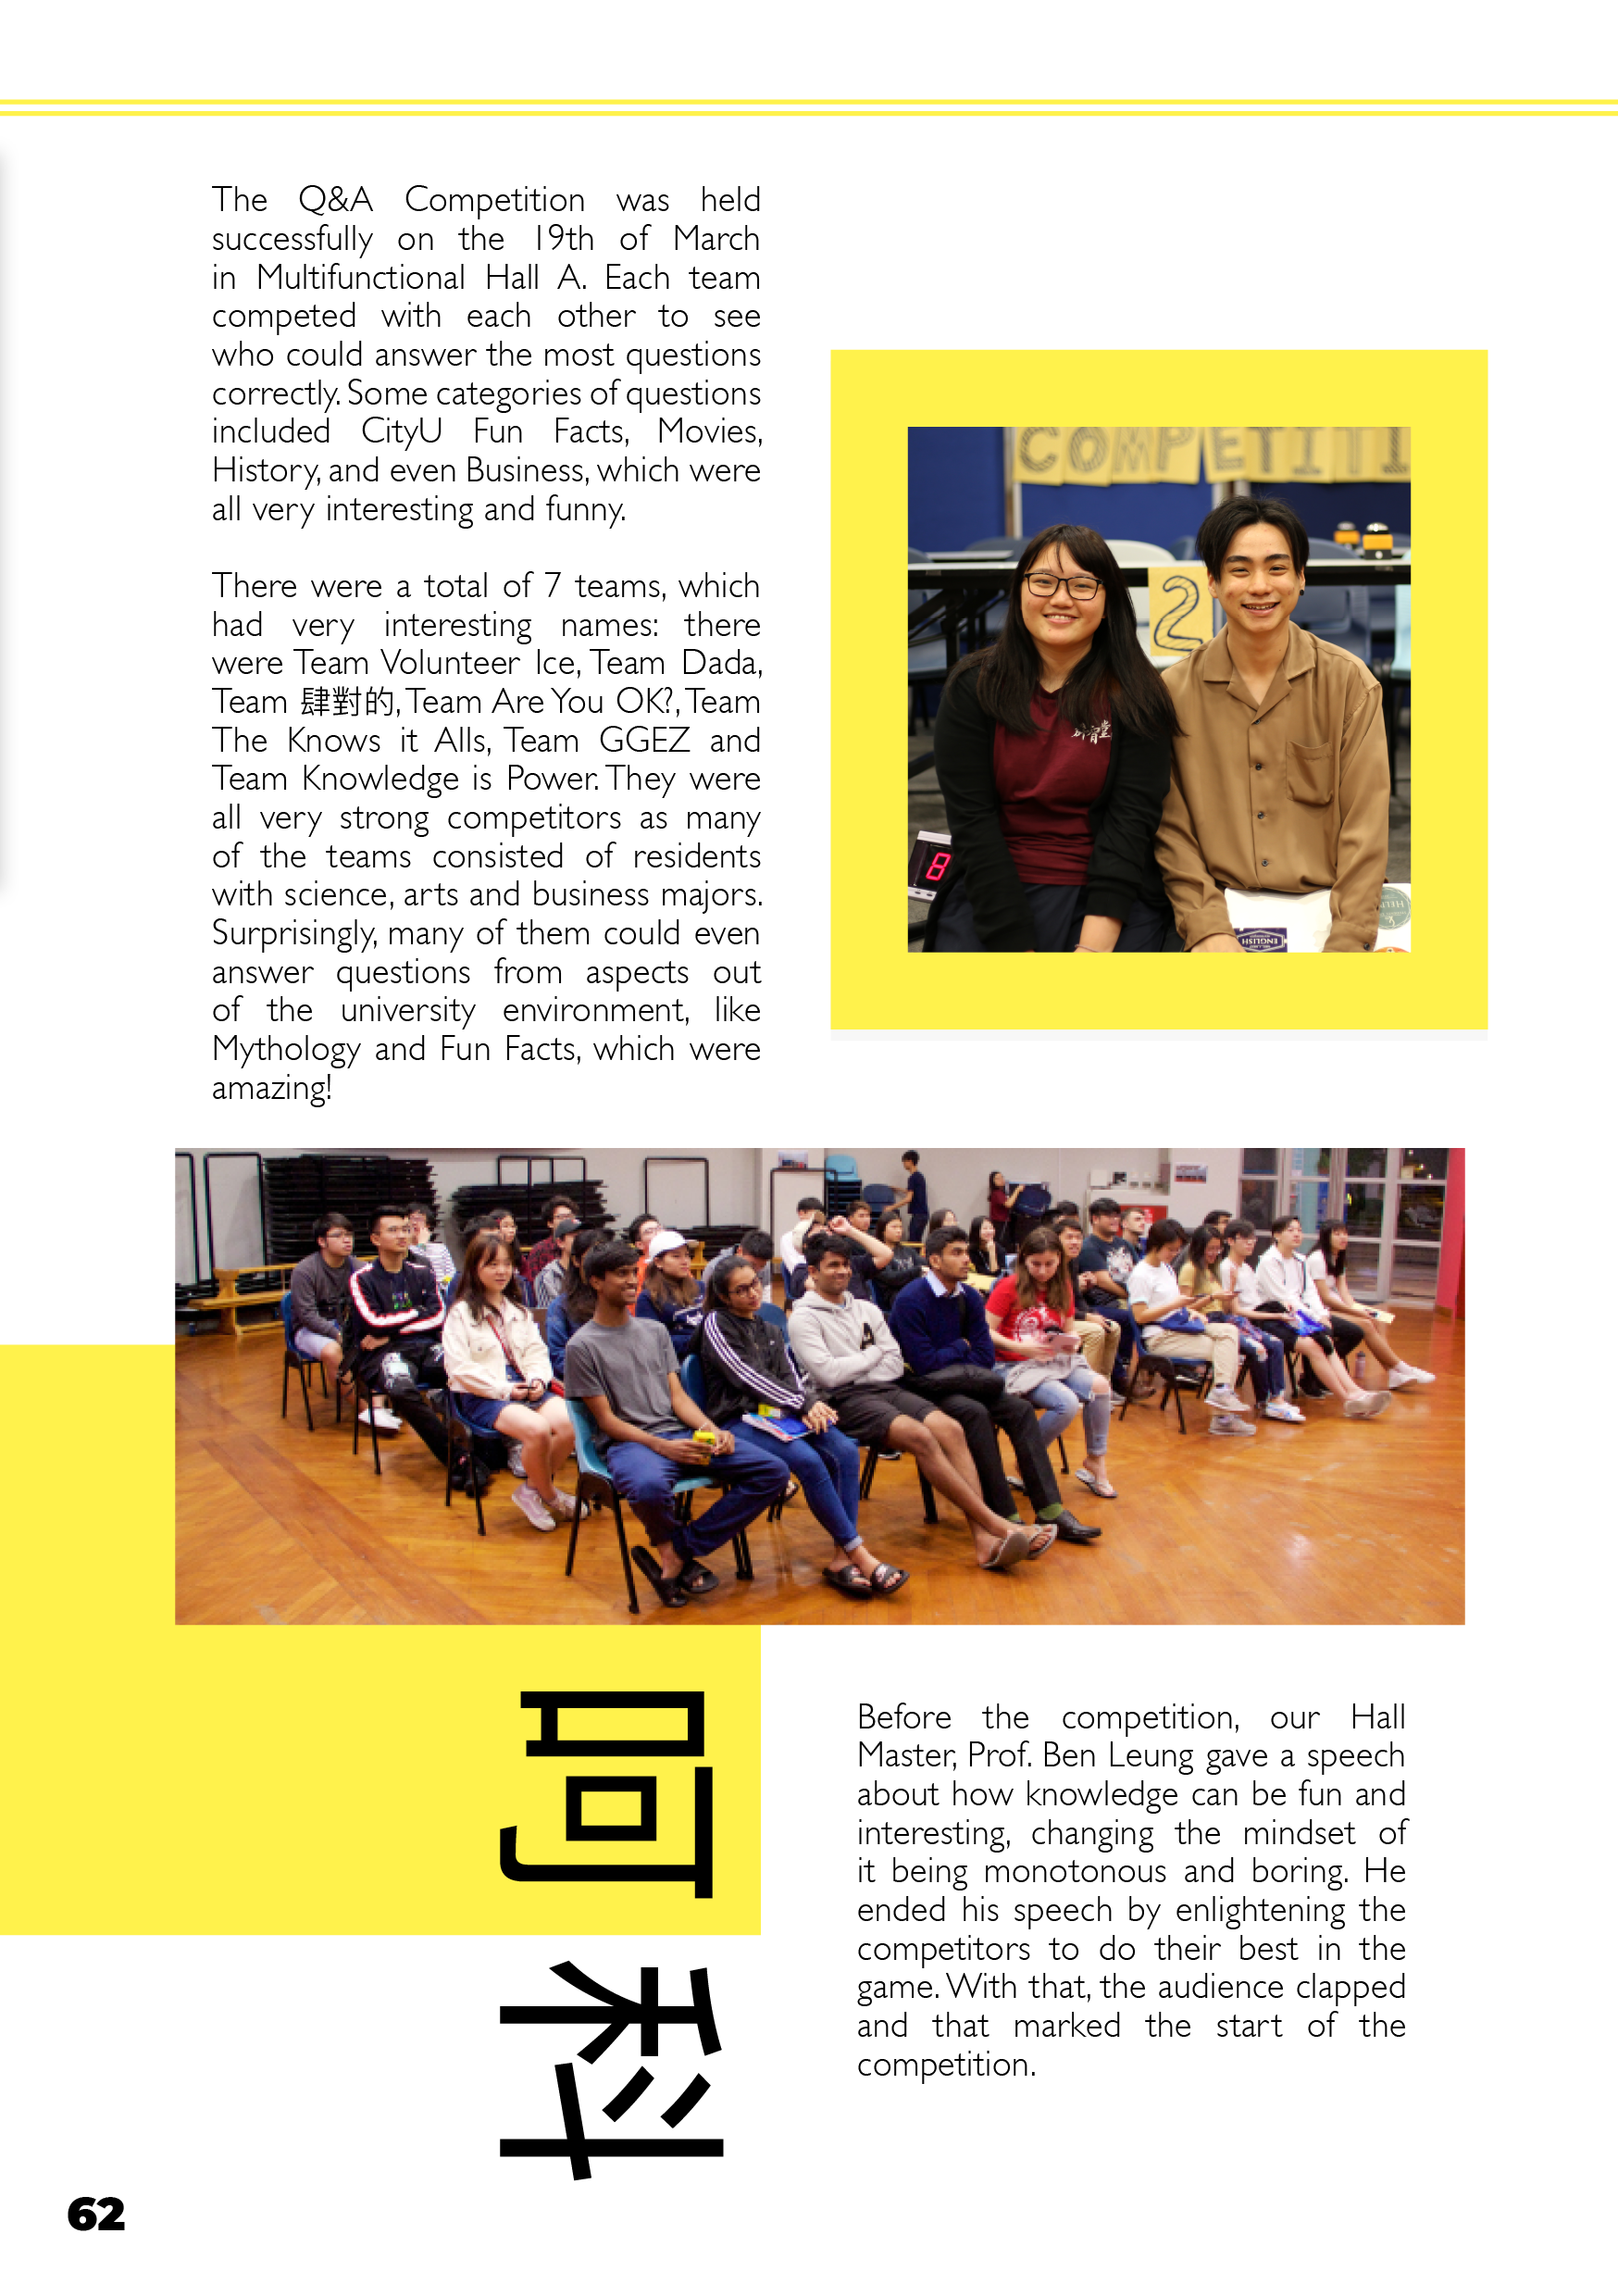 The Q&A Competition was held
successfully on the 19th of March
in Multifunctional Hall A. Each team
competed with each other to see
who could answer the most questions
correctly. Some categories of questions
included CityU Fun Facts, Movies,
History, and even Business, which were
all very interesting and funny.
There were a total of 7 teams, which
had very interesting names: there
were Team Volunteer Ice, Team Dada,
Team 肆對的, Team Are You OK?, Team
The Knows it Alls, Team GGEZ and
Team Knowledge is Power. They were
all very strong competitors as many
of the teams consisted of residents
with science, arts and business majors.
Surprisingly, many of them could even
answer questions from aspects out
of the university environment, like
Mythology and Fun Facts, which were
amazing!
COMPETITI
2
8
ENGLISH
呵科
Before the competition, our Hall
Master, Prof. Ben Leung gave a speech
about how knowledge can be fun and
interesting, changing the mindset of
it being monotonous and boring. He
ended his speech by enlightening the
competitors to do their best in the
game. With that, the audience clapped
and that marked the start of the
competition.
62